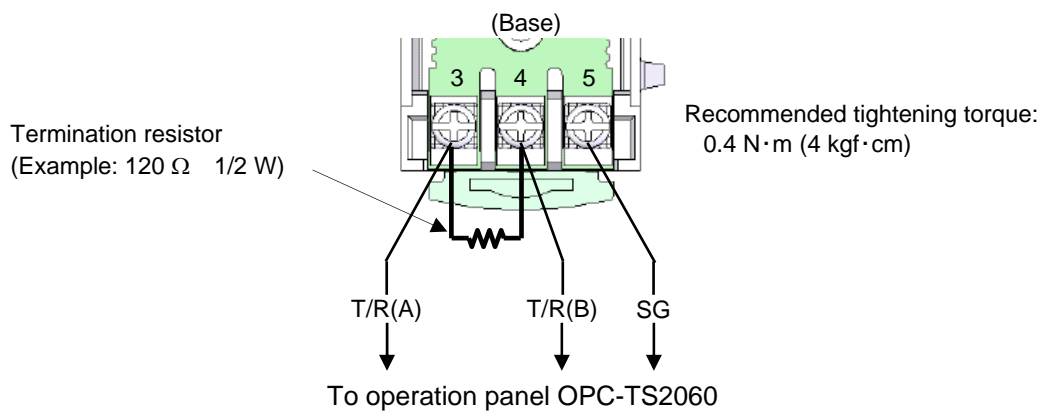 (Base)
3 4 5
Termination resistor
(Example: 120 Ω 1/2 W)
Recommended tightening torque:
0.4 N·m (4 kgf·cm)
T/R(A) T/R(B) SG
To operation panel OPC-TS2060